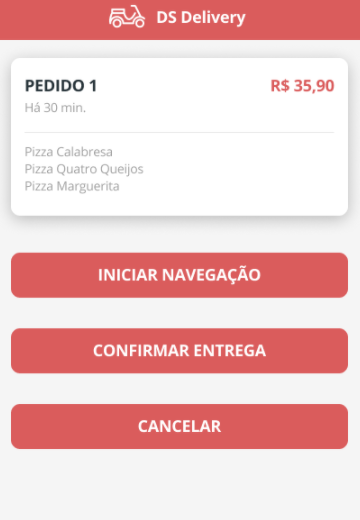 DS Delivery
PEDIDO 1 R$ 35,90
Há 30 min.
Pizza Calabresa
Pizza Quatro Queijos
Pizza Marguerita
INICIAR NAVEGAÇÃO
CONFIRMAR ENTREGA
CANCELAR